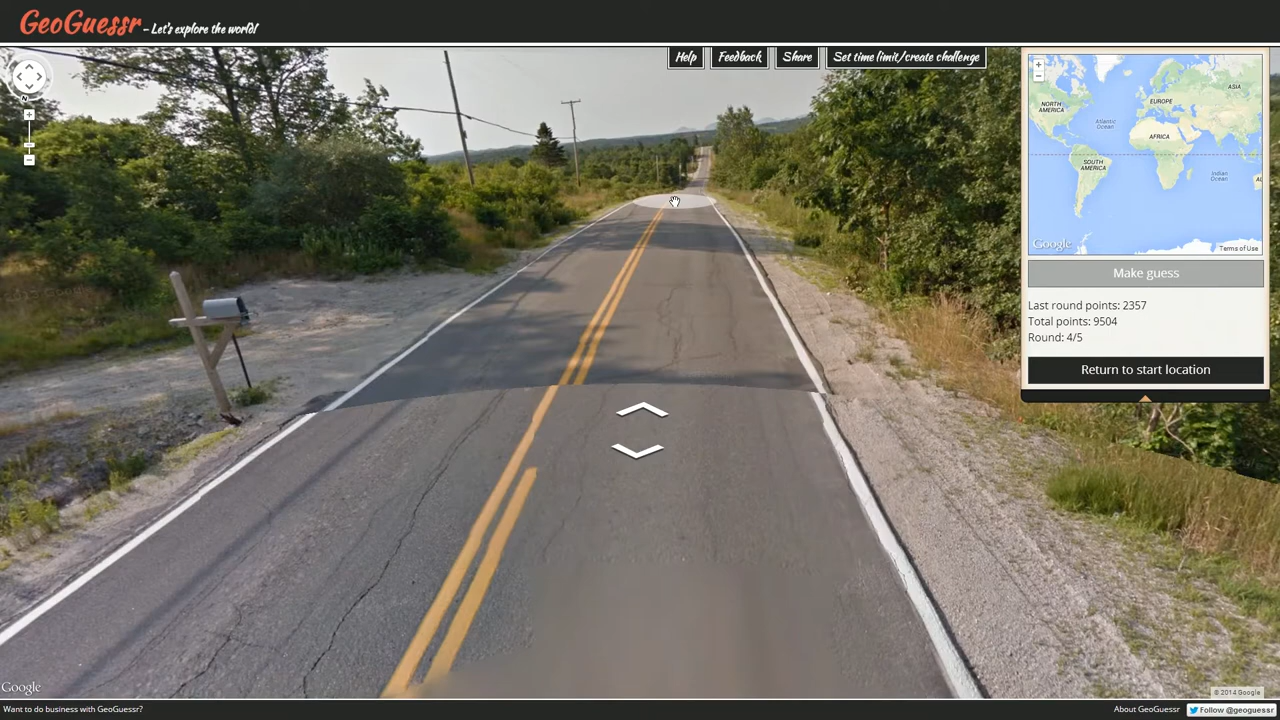 GeoGuessr - Let's explore the world!
Help
Feedback
Share
Set time limit/create challenge
N
+
−
+
−
NORTH AMERICA
EUROPE
ASIA
Atlantic Ocean
AFRICA
SOUTH AMERICA
Indian Ocean
Google
Terms of Use
Make guess
Last round points: 2357
Total points: 9504
Round: 4/5
Return to start location
Google
© 2014 Google
Want to do business with GeoGuessr?
About GeoGuessr
Follow @geoguessr